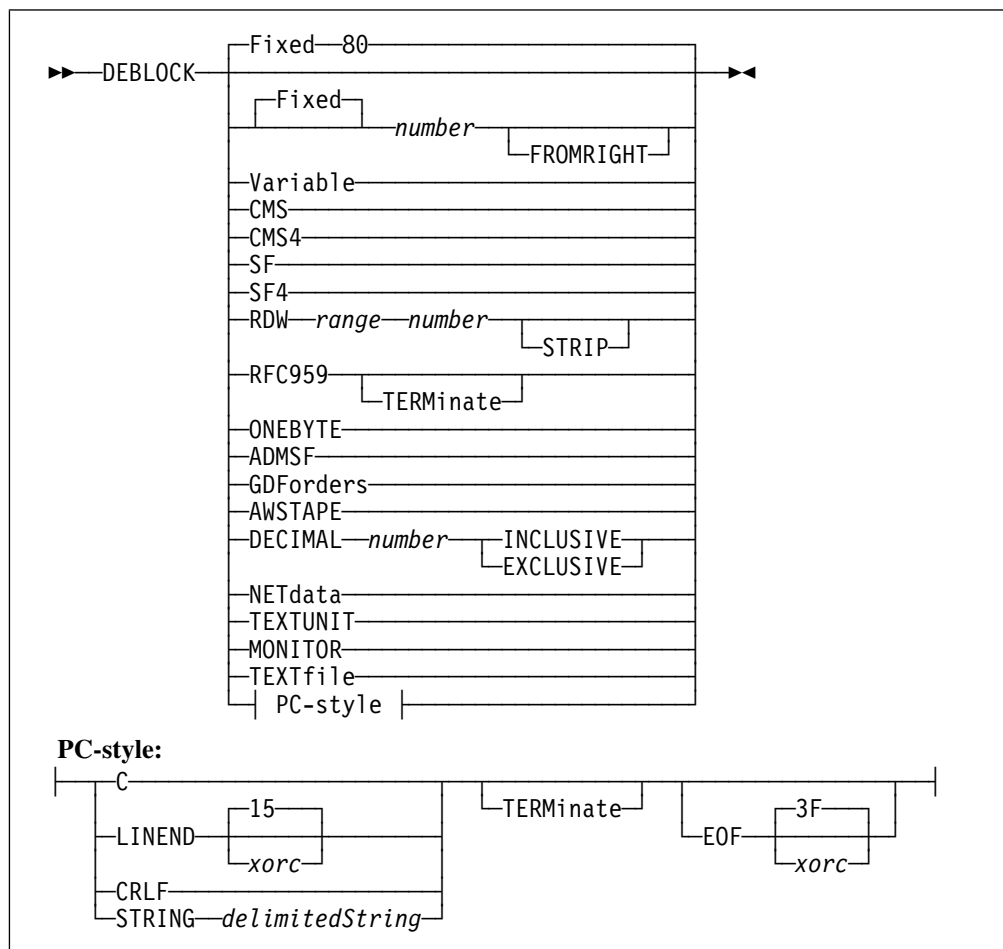 Fixed 80
DEBLOCK
Fixed
number
FROMRIGHT
Variable
CMS
CMS4
SF
SF4
RDW range number
STRIP
RFC959
TERMinate
ONEBYTE
ADMSF
GDForders
AWSTAPE
DECIMAL number INCLUSIVE
EXCLUSIVE
NETdata
TEXTUNIT
MONITOR
TEXTfile
PC-style
PC-style:
C
15 TERMinate 3F
LINEND EOF
xorc xorc
CRLF
STRING delimitedString